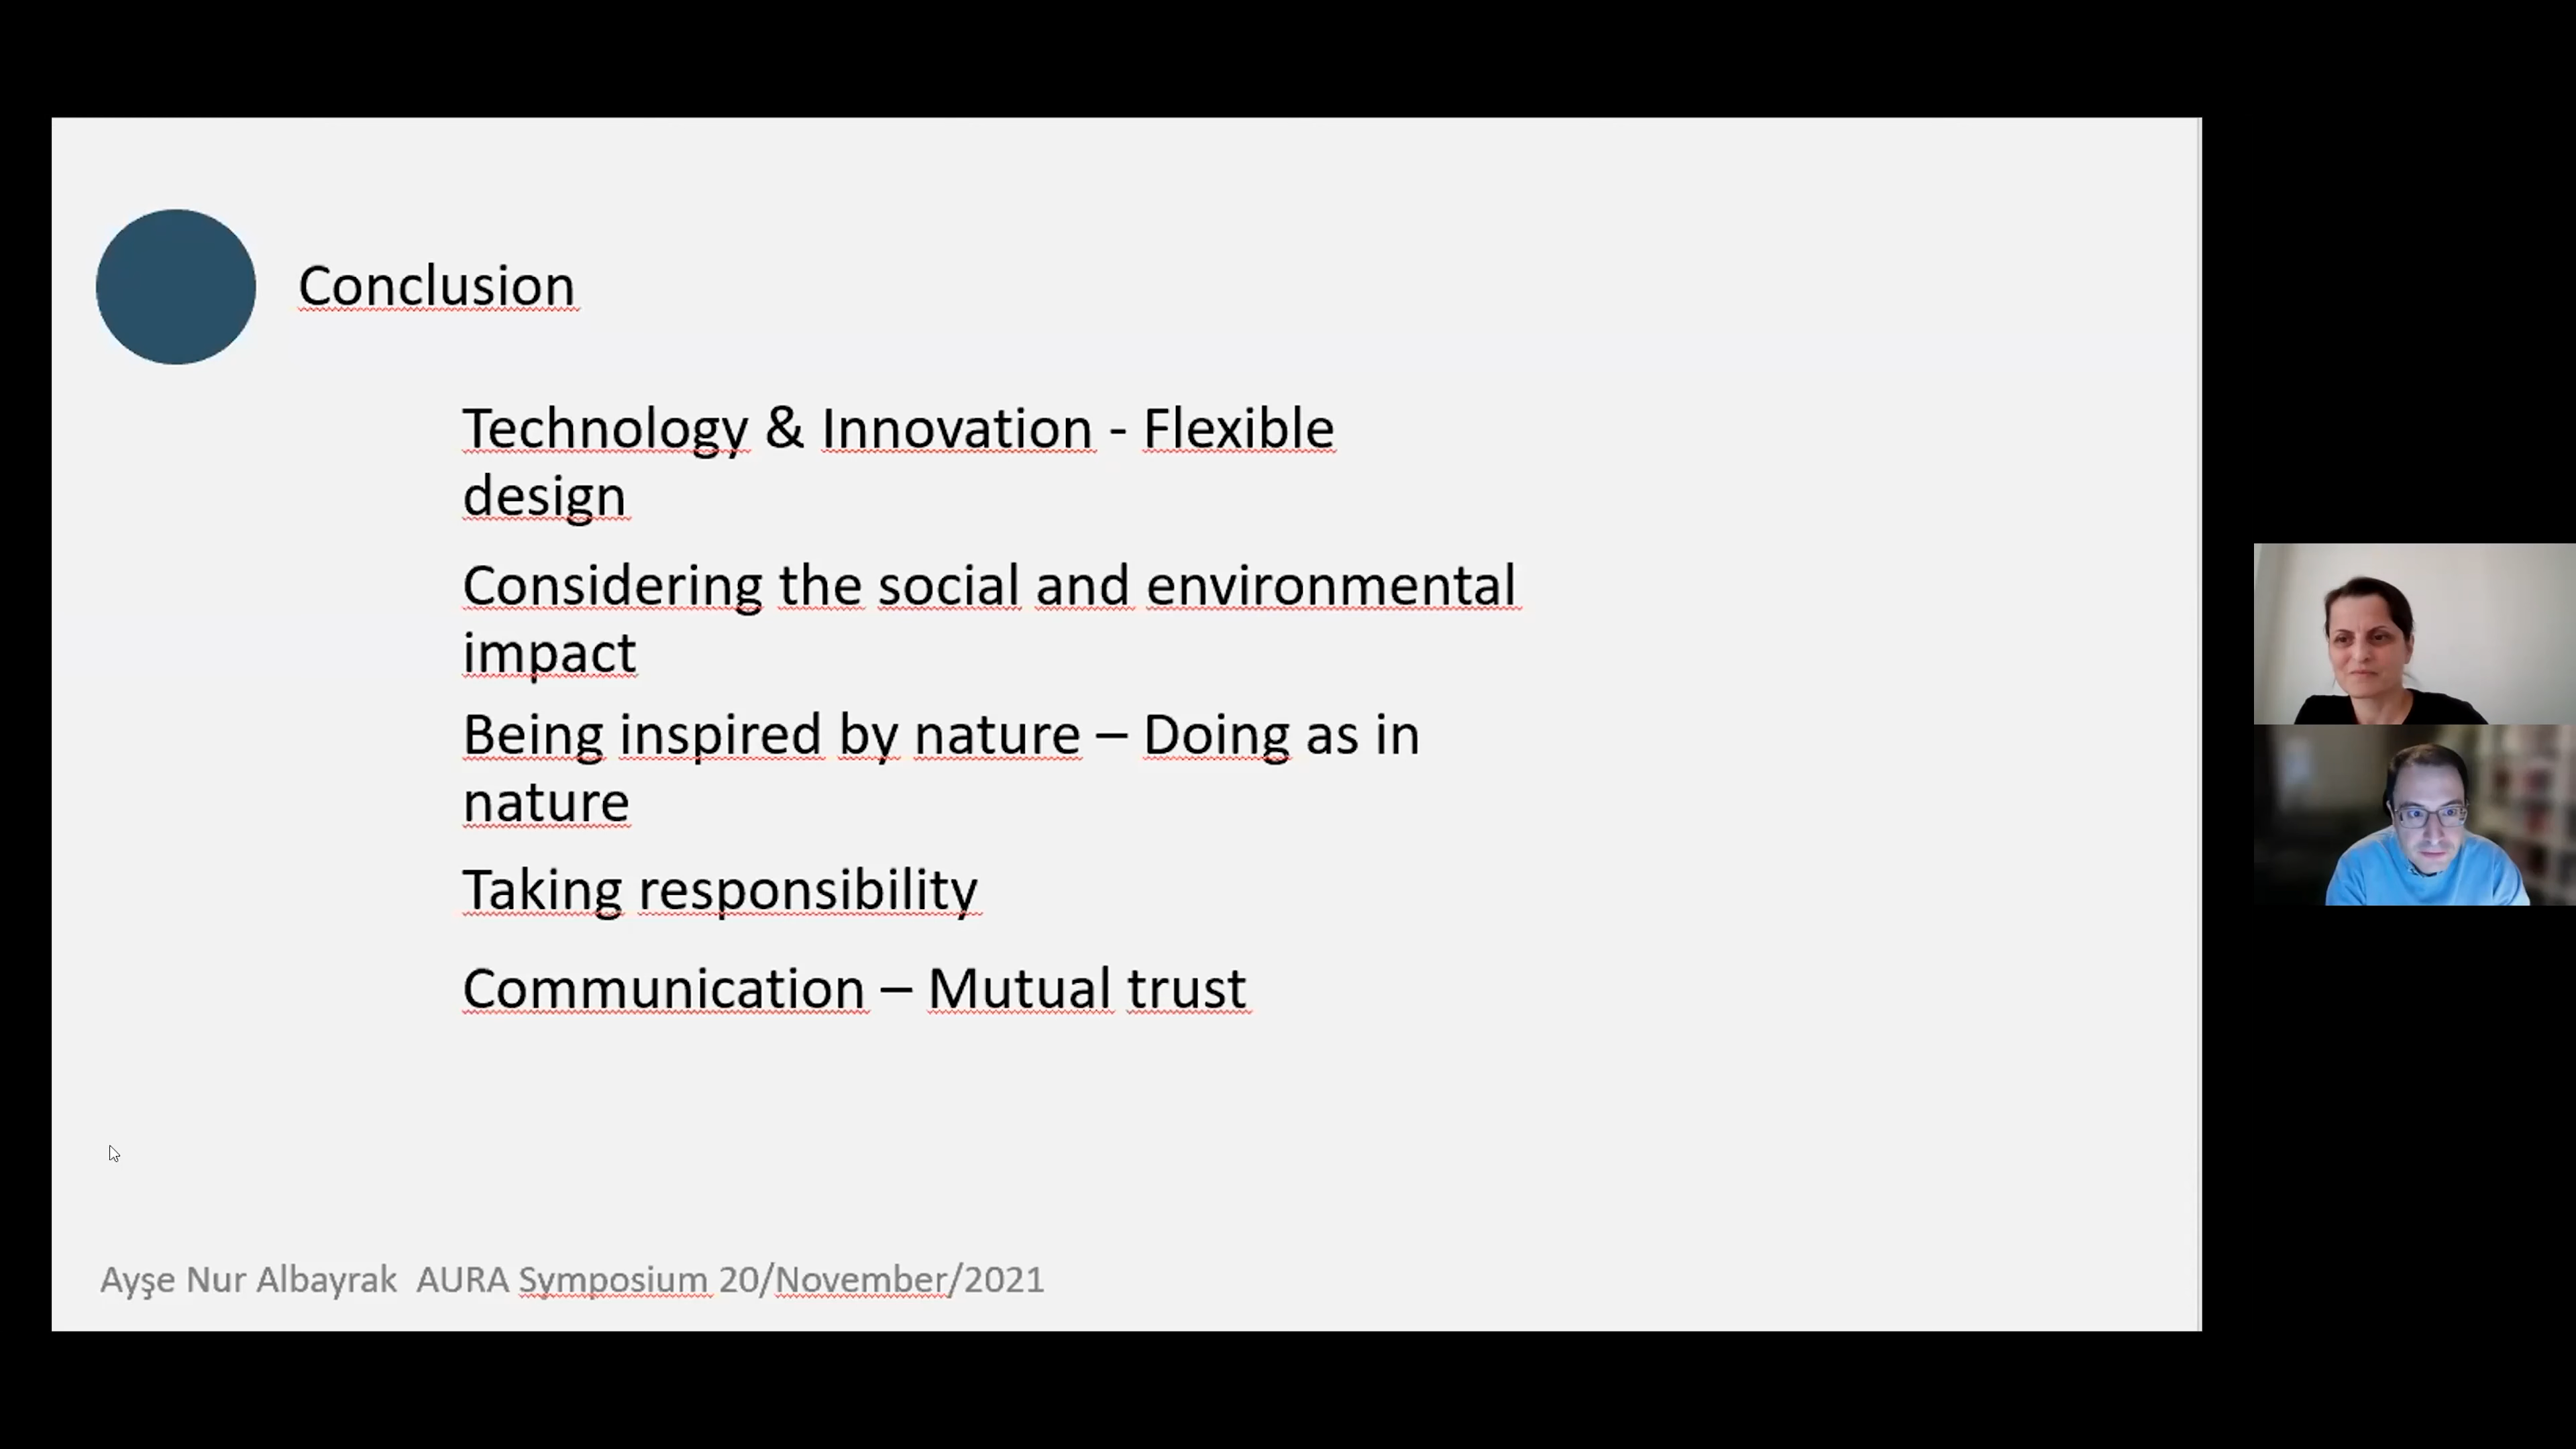 Conclusion
Technology & Innovation - Flexible
design
Considering the social and environmental
impact
Being inspired by nature – Doing as in
nature
Taking responsibility
Communication – Mutual trust
Ayşe Nur Albayrak  AURA Symposium 20/November/2021